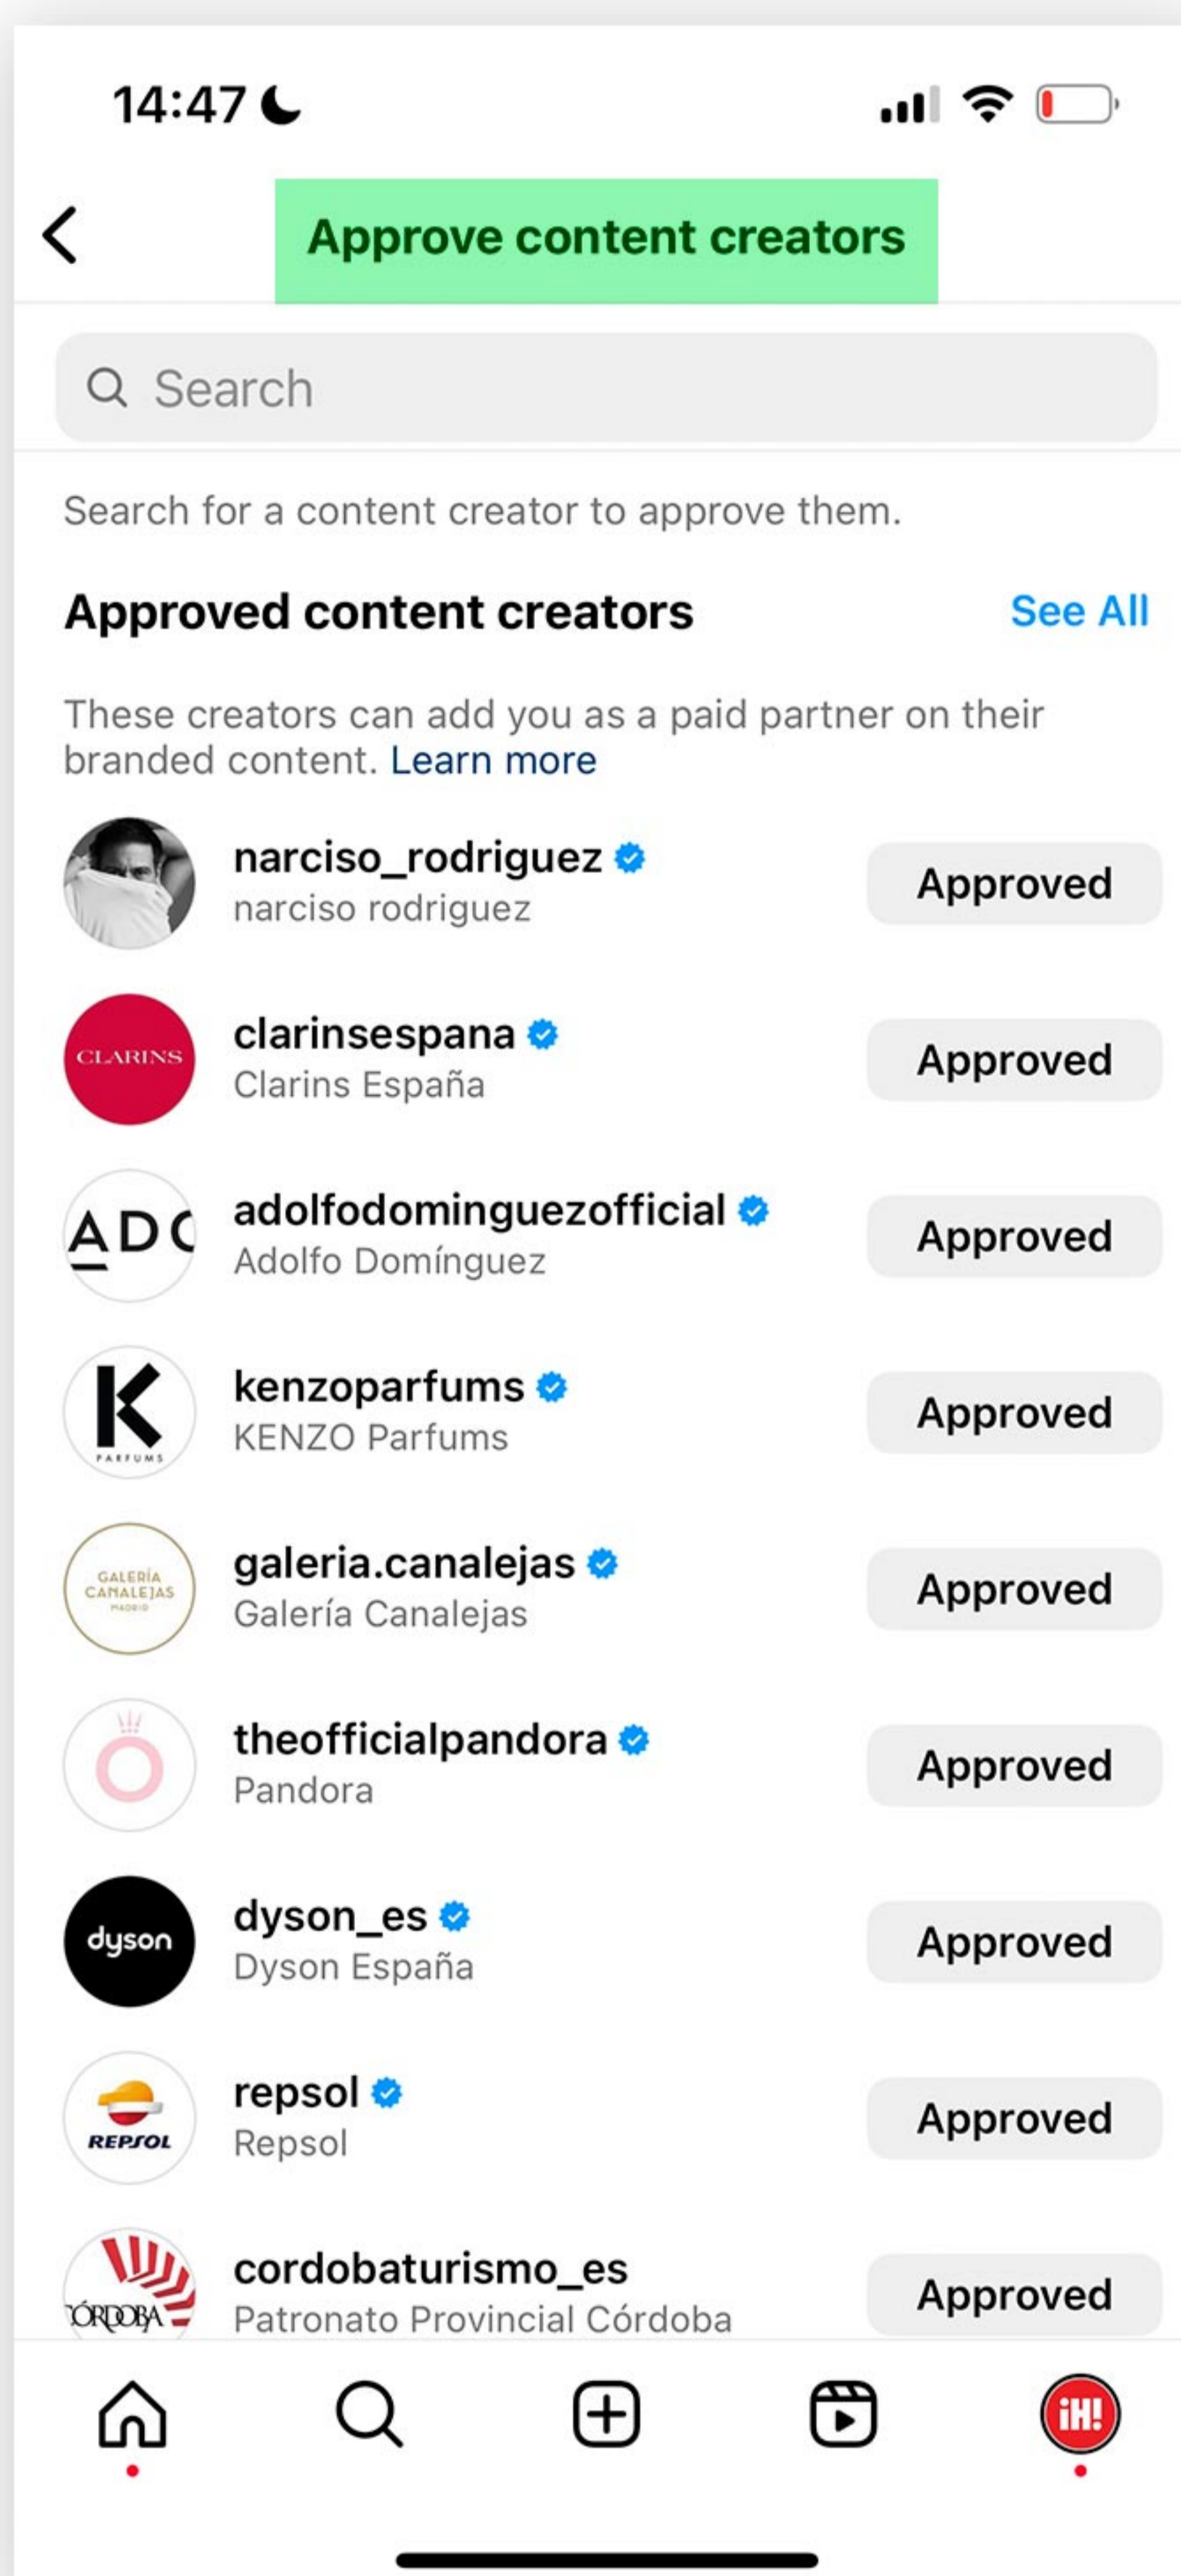 14:47
Approve content creators
Search
Search for a content creator to approve them.
Approved content creators See All
These creators can add you as a paid partner on their
branded content. Learn more
narciso_rodriguez
narciso rodriguez
Approved
CLARINS
clarinsespana
Clarins España
Approved
ADO
adolfodominguezofficial
Adolfo Domínguez
Approved
K
PARFUMS
kenzoparfums
KENZO Parfums
Approved
GALERÍA
CANALEJAS
MADRID
galeria.canalejas
Galería Canalejas
Approved
theofficialpandora
Pandora
Approved
dyson
dyson_es
Dyson España
Approved
REPSOL
repsol
Repsol
Approved
CÓRDOBA
cordobaturismo_es
Patronato Provincial Córdoba
Approved
iH!